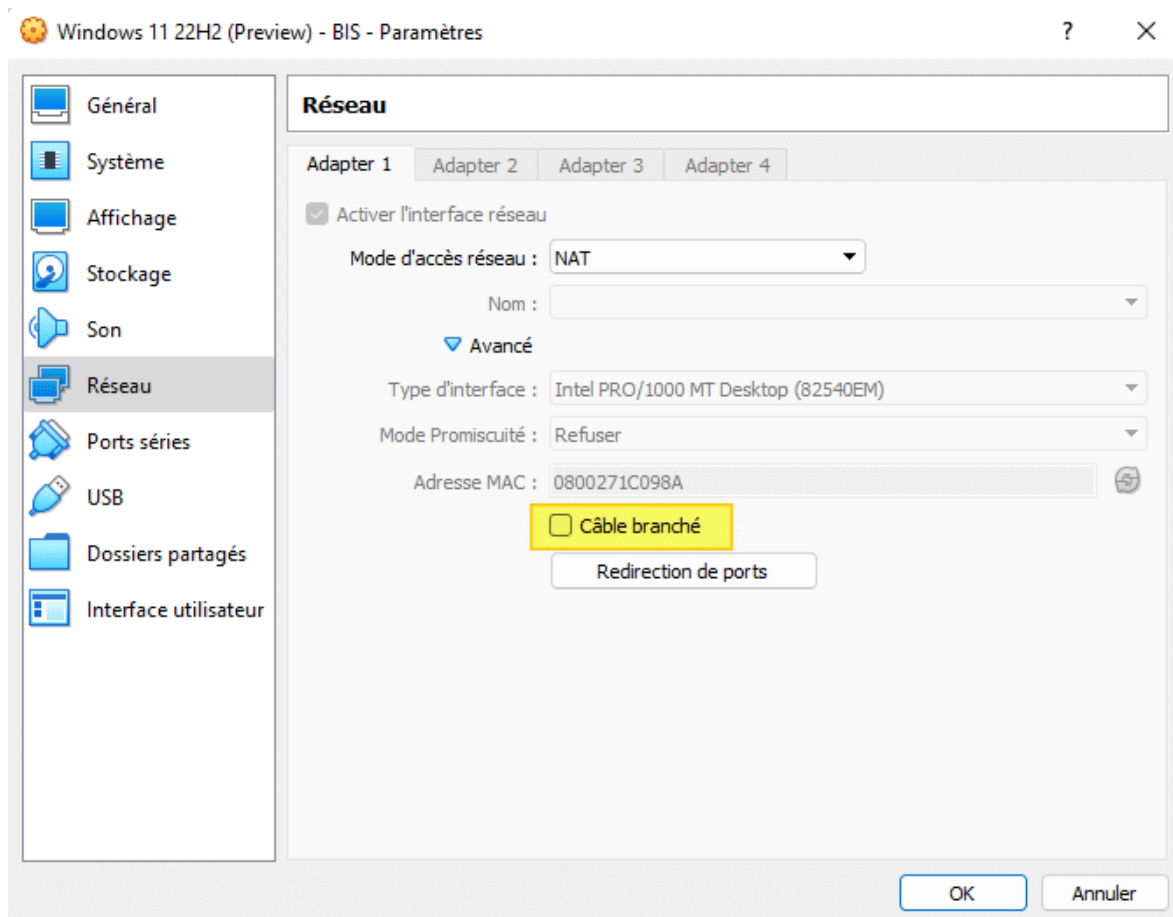 Windows 11 22H2 (Preview) - BIS - Paramètres ?
Général
Système
Affichage
Stockage
Son
Réseau
Ports séries
USB
Dossiers partagés
Interface utilisateur
Réseau
Adapter 1 Adapter 2 Adapter 3 Adapter 4
Activer l'interface réseau
Mode d'accès réseau : NAT
Nom :
Avancé
Type d'interface : Intel PRO/1000 MT Desktop (82540EM)
Mode Promiscuité : Refuser
Adresse MAC : 0800271C098A
Câble branché
Redirection de ports
OK Annuler